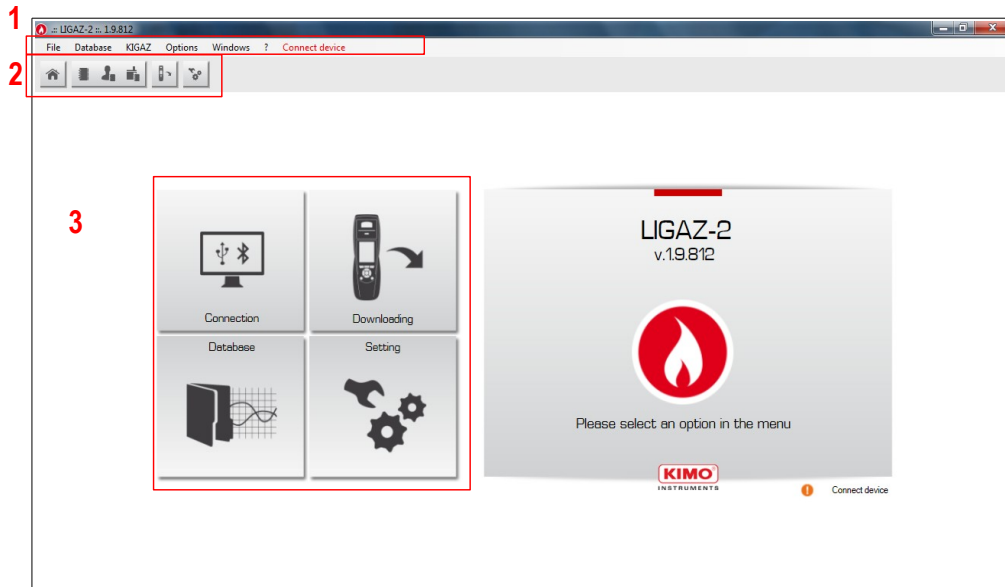 1
.:: LIGAZ-2 ::. 1.9.812
File Database KIGAZ Options Windows ? Connect device
2
3
LIGAZ-2
v.1.9.812
Connection Downloading
Database Setting
Please select an option in the menu
KIMO
INSTRUMENTS
Connect device